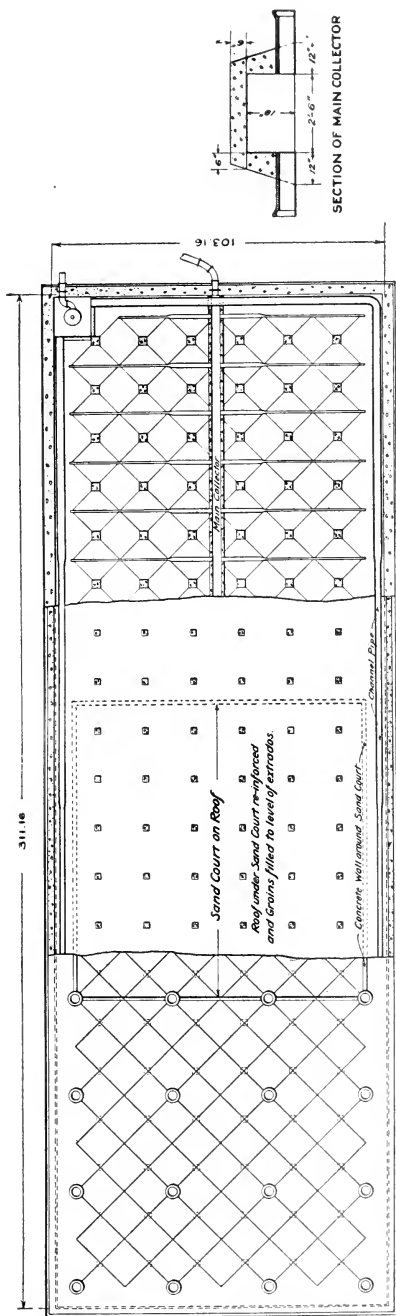 311.16
103.16
Main Collector
Sand Court on Roof
Roof under Sand Court re-inforced
and Groins filled to level of extrados.
Concrete Wall around Sand Court
Channel Pipe
6"
18"
12"
2'-6"
12"
SECTION OF MAIN COLLECTOR